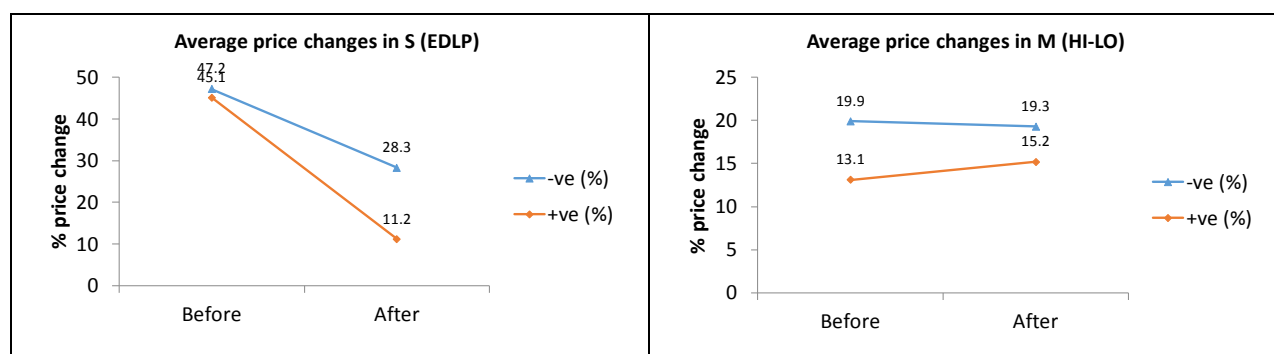 Average price changes in S (EDLP)
% price change
50
40
30
20
10
0
47.2
45.1
28.3
11.2
Before
After
-ve (%)
+ve (%)
Average price changes in M (HI-LO)
% price change
25
20
15
10
5
0
19.9
19.3
13.1
15.2
Before
After
-ve (%)
+ve (%)